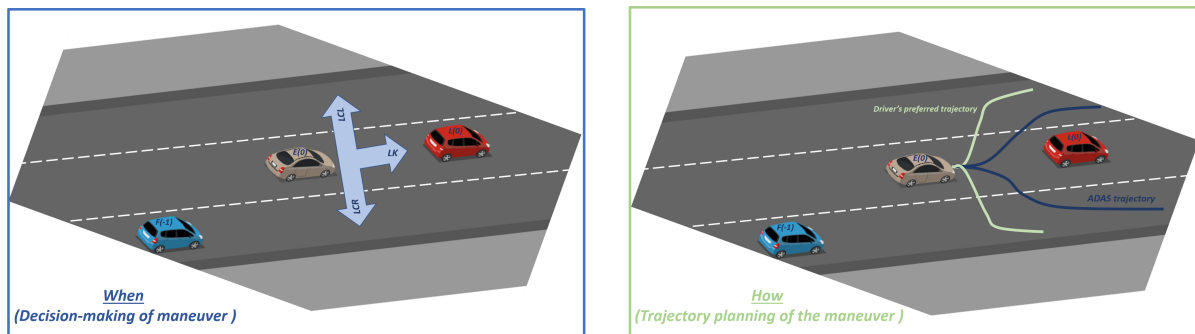 LCL
L(0)
E(0)
LK
LCR
F(-1)
When
(Decision-making of maneuver )
Driver's preferred trajectory
L(0)
E(0)
ADAS trajectory
F(-1)
How
(Trajectory planning of the maneuver )